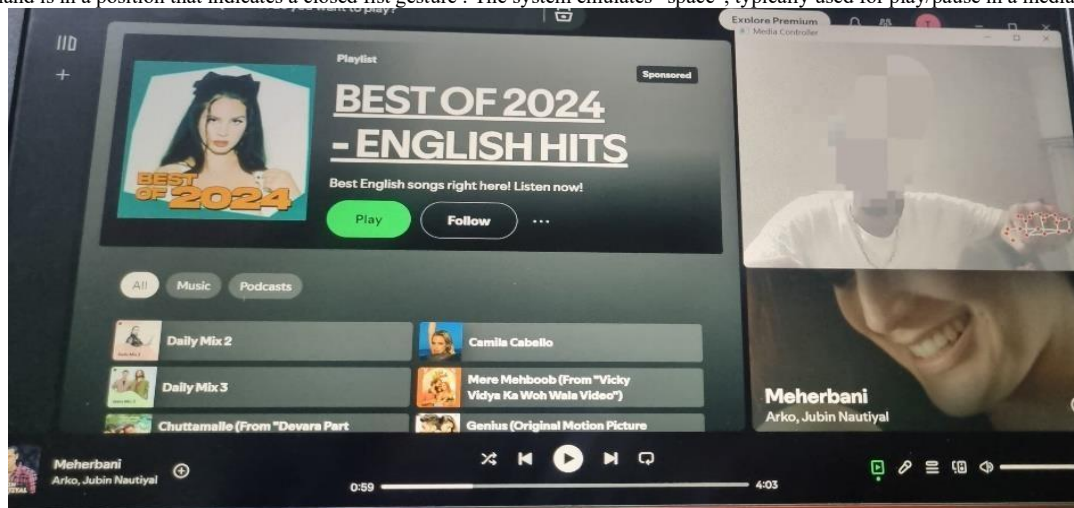 hand is in a position that indicates a closed fist gesture . The system emulates "space", typically used for play/pause in a media
you want to play?
Explore Premium
Media Controller
Playlist
Sponsored
BEST OF 2024
- ENGLISH HITS
BEST
OF 2024
Best English songs right here! Listen now!
Play
Follow
All
Music
Podcasts
Daily Mix 2
Camila Cabello
Daily Mix 3
Mere Mehboob (From "Vicky
Vidya Ka Woh Wala Video")
Chuttamalle (From "Devara Part
Genius (Original Motion Picture
Meherbani
Arko, Jubin Nautiyal
Meherbani
Arko, Jubin Nautiyal
0:59
4:03